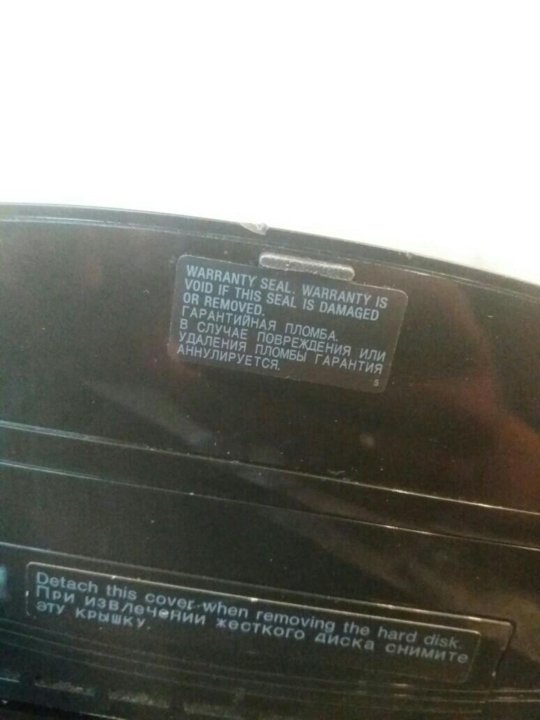 WARRANTY SEAL. WARRANTY IS
VOID IF THIS SEAL IS DAMAGED
OR REMOVED.
ГАРАНТИЙНАЯ ПЛОМБА.
В СЛУЧАЕ ПОВРЕЖДЕНИЯ ИЛИ
УДАЛЕНИЯ ПЛОМБЫ ГАРАНТИЯ
АННУЛИРУЕТСЯ.
S
Detach this cover when removing the hard disk.
При извлечении жесткого диска снимите
эту крышку.